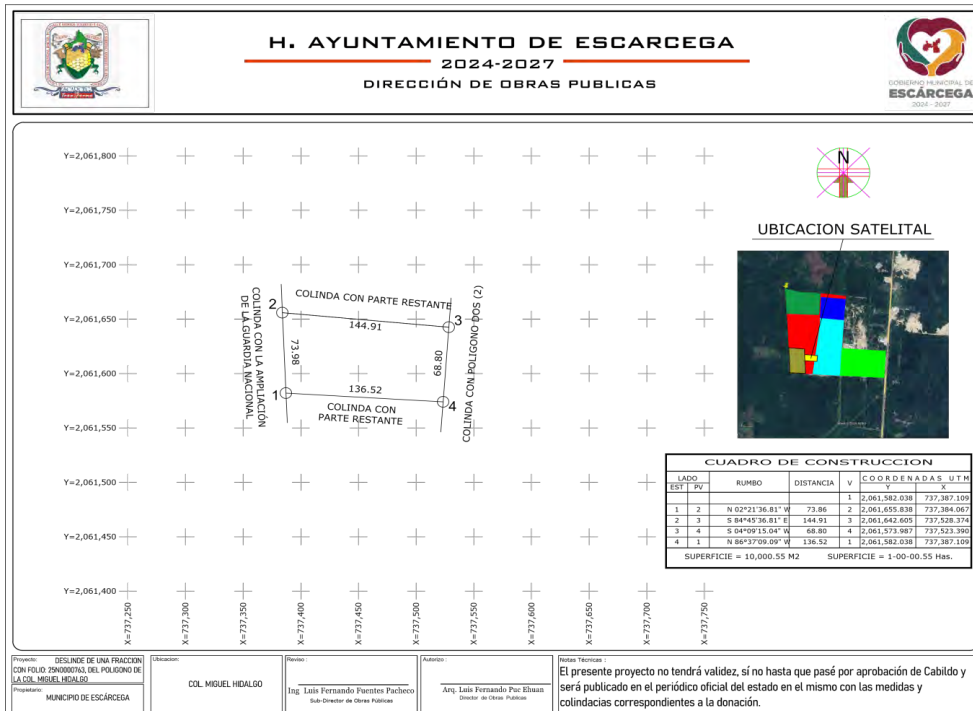 H. AYUNTAMIENTO DE ESCARCEGA
2024-2027
DIRECCIÓN DE OBRAS PUBLICAS
GOBIERNO MUNICIPAL DE
ESCÁRCEGA
2024 - 2027
Y=2,061,800
Y=2,061,750
Y=2,061,700
Y=2,061,650
Y=2,061,600
Y=2,061,550
Y=2,061,500
Y=2,061,450
Y=2,061,400
X=737,250
X=737,300
X=737,350
X=737,400
X=737,450
X=737,500
X=737,550
X=737,600
X=737,650
X=737,700
X=737,750
COLINDA CON LA AMPLIACIÓN
DE LA GUARDIA NACIONAL
2
COLINDA CON PARTE RESTANTE
144.91
3
73.98
68.80
COLINDA CON POLIGONO DOS (2)
1
136.52
4
COLINDA CON
PARTE RESTANTE
N
UBICACION SATELITAL
CUADRO DE CONSTRUCCION
LADO RUMBO DISTANCIA V COORDENADAS UTM
EST PV Y X
1 2,061,582.038 737,387.109
1 2 N 02°21'36.81" W 73.86 2 2,061,655.838 737,384.067
2 3 S 84°45'36.81" E 144.91 3 2,061,642.605 737,528.374
3 4 S 04°09'15.04" W 68.80 4 2,061,573.987 737,523.390
4 1 N 86°37'09.09" W 136.52 1 2,061,582.038 737,387.109
SUPERFICIE = 10,000.55 M2 SUPERFICIE = 1-00-00.55 Has.
Proyecto: DESLINDE DE UNA FRACCION
CON FOLIO: 25N0000763, DEL POLIGONO DE
LA COL. MIGUEL HIDALGO
Propietario:
MUNICIPIO DE ESCÁRCEGA
Ubicacion:
COL. MIGUEL HIDALGO
Reviso :
Ing Luis Fernando Fuentes Pacheco
Sub-Director de Obras Públicas
Autorizo :
Arq. Luis Fernando Pac Ehuan
Director de Obras Publicas
Notas Técnicas :
El presente proyecto no tendrá validez, sí no hasta que pasé por aprobación de Cabildo y
será publicado en el periódico oficial del estado en el mismo con las medidas y
colindacias correspondientes a la donación.